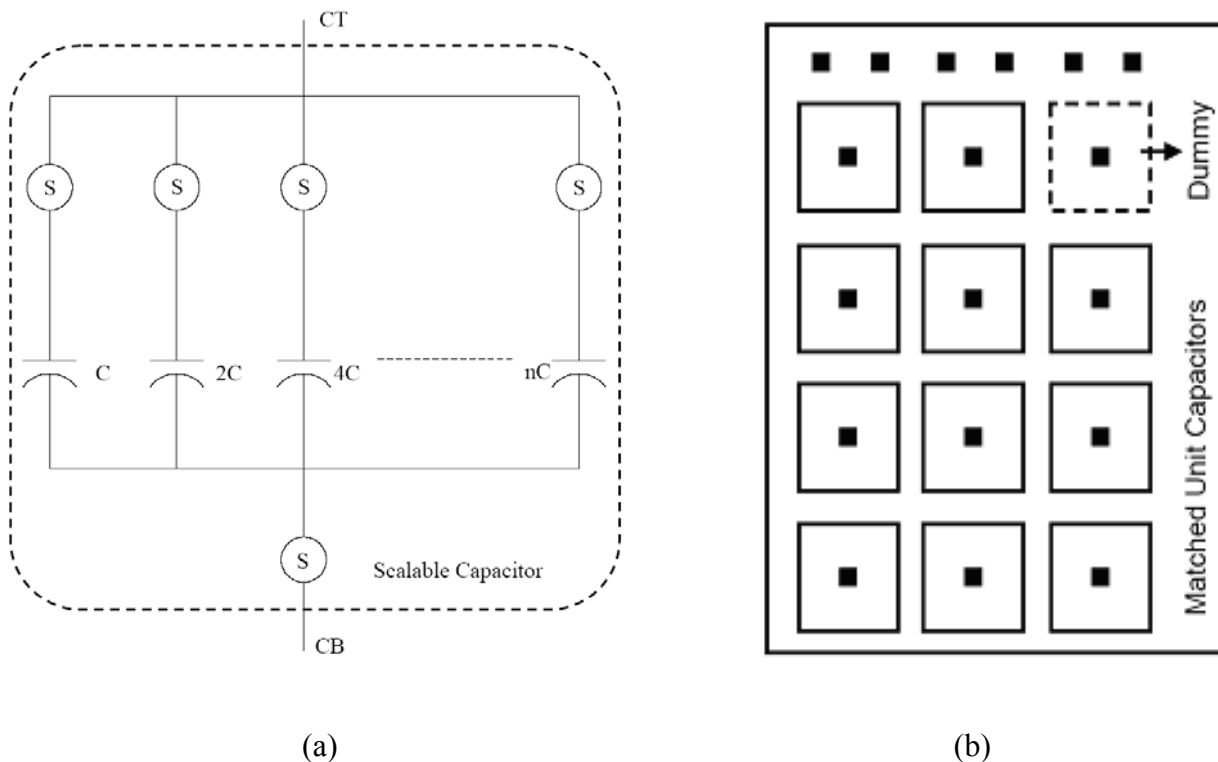 CT
S S S S
C 2C 4C nC
S
Scalable Capacitor
CB
(a)
Dummy
Matched Unit Capacitors
(b)